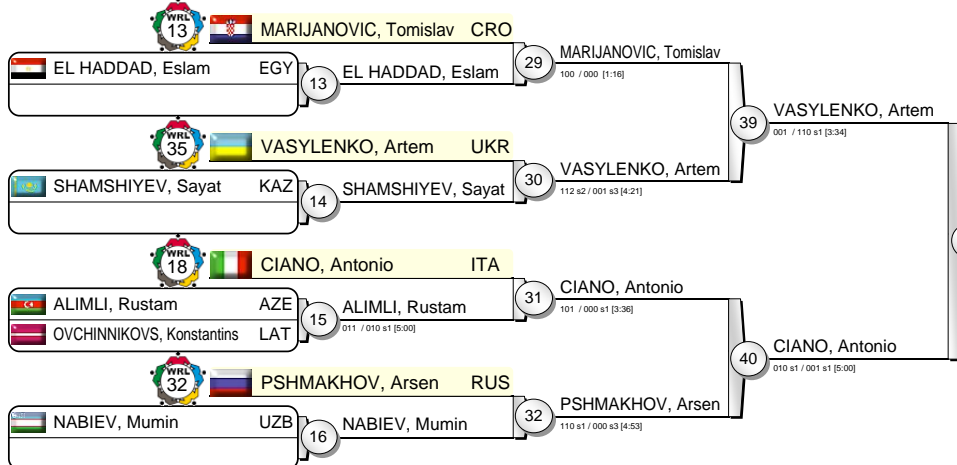 WRL
13
MARIJANOVIC, Tomislav CRO
EL HADDAD, Eslam EGY
13
EL HADDAD, Eslam
29
MARIJANOVIC, Tomislav
100 / 000 [1:16]
WRL
35
VASYLENKO, Artem UKR
SHAMSHIYEV, Sayat KAZ
14
SHAMSHIYEV, Sayat
30
VASYLENKO, Artem
112 s2 / 001 s3 [4:21]
39
VASYLENKO, Artem
001 / 110 s1 [3:34]
WRL
18
CIANO, Antonio ITA
ALIMLI, Rustam AZE
OVCHINNIKOVS, Konstantins LAT
15
ALIMLI, Rustam
011 / 010 s1 [5:00]
31
CIANO, Antonio
101 / 000 s1 [3:36]
WRL
32
PSHMAKHOV, Arsen RUS
NABIEV, Mumin UZB
16
NABIEV, Mumin
32
PSHMAKHOV, Arsen
110 s1 / 000 s3 [4:53]
40
CIANO, Antonio
010 s1 / 001 s1 [5:00]